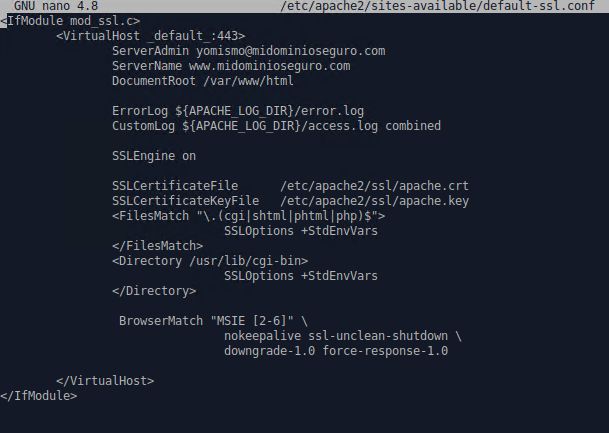 GNU nano 4.8 /etc/apache2/sites-available/default-ssl.conf
<IfModule mod_ssl.c>
<VirtualHost _default_:443>
ServerAdmin yomismo@midominioseguro.com
ServerName www.midominioseguro.com
DocumentRoot /var/www/html
ErrorLog ${APACHE_LOG_DIR}/error.log
CustomLog ${APACHE_LOG_DIR}/access.log combined
SSLEngine on
SSLCertificateFile /etc/apache2/ssl/apache.crt
SSLCertificateKeyFile /etc/apache2/ssl/apache.key
<FilesMatch "\.(cgi|shtml|phtml|php)$">
SSLOptions +StdEnvVars
</FilesMatch>
<Directory /usr/lib/cgi-bin>
SSLOptions +StdEnvVars
</Directory>
BrowserMatch "MSIE [2-6]" \
nokeepalive ssl-unclean-shutdown \
downgrade-1.0 force-response-1.0
</VirtualHost>
</IfModule>